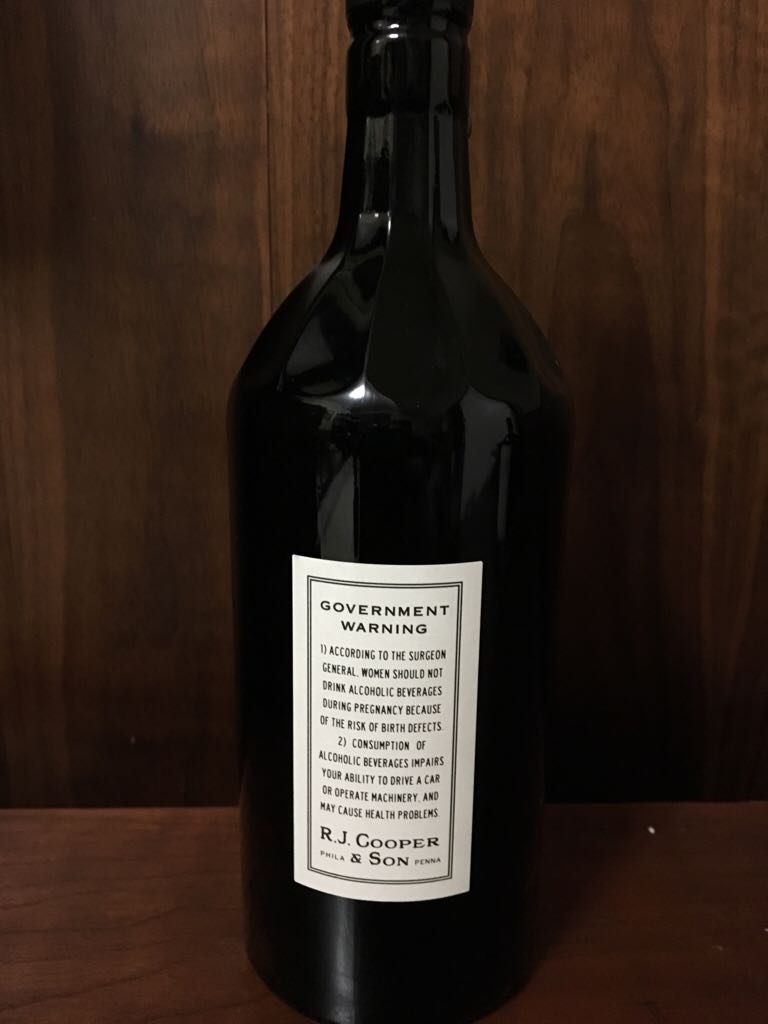 GOVERNMENT
WARNING
1) ACCORDING TO THE SURGEON
GENERAL, WOMEN SHOULD NOT
DRINK ALCOHOLIC BEVERAGES
DURING PREGNANCY BECAUSE
OF THE RISK OF BIRTH DEFECTS.
2) CONSUMPTION OF
ALCOHOLIC BEVERAGES IMPAIRS
YOUR ABILITY TO DRIVE A CAR
OR OPERATE MACHINERY, AND
MAY CAUSE HEALTH PROBLEMS.
R.J. COOPER
PHILA & SON PENNA